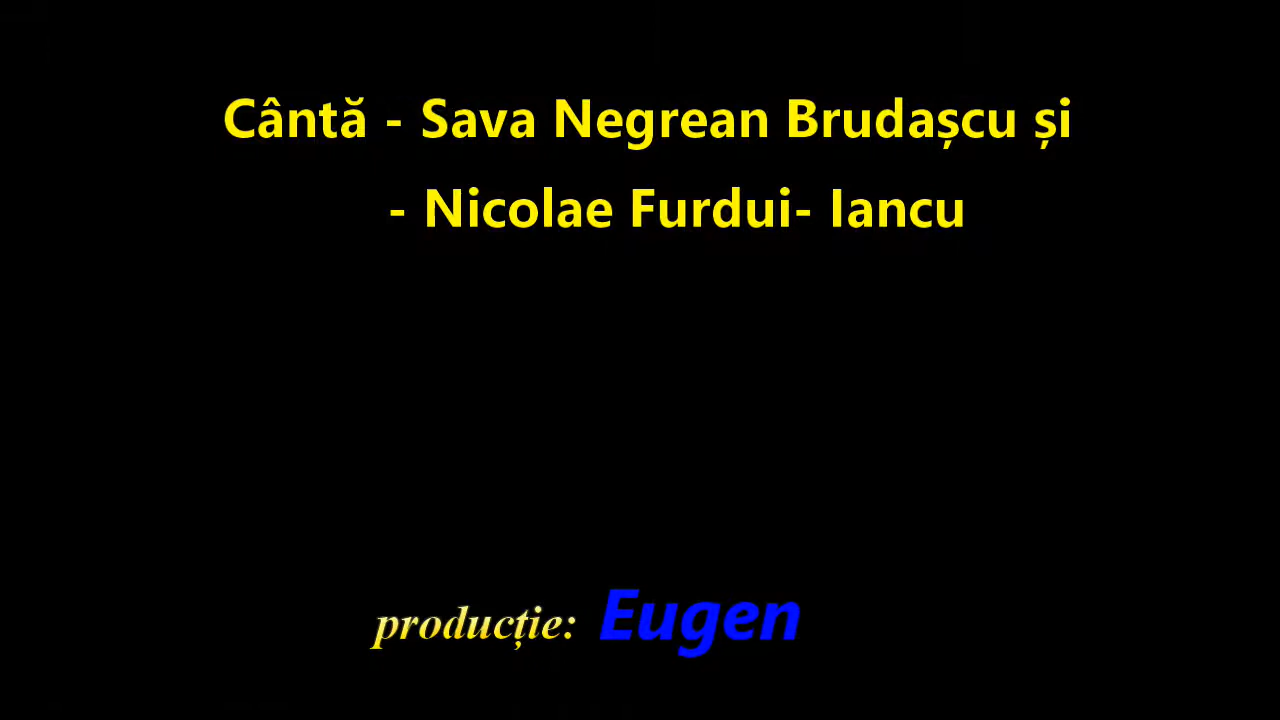 Cântă - Sava Negrean Brudașcu și
- Nicolae Furdui- Iancu
producție: Eugen